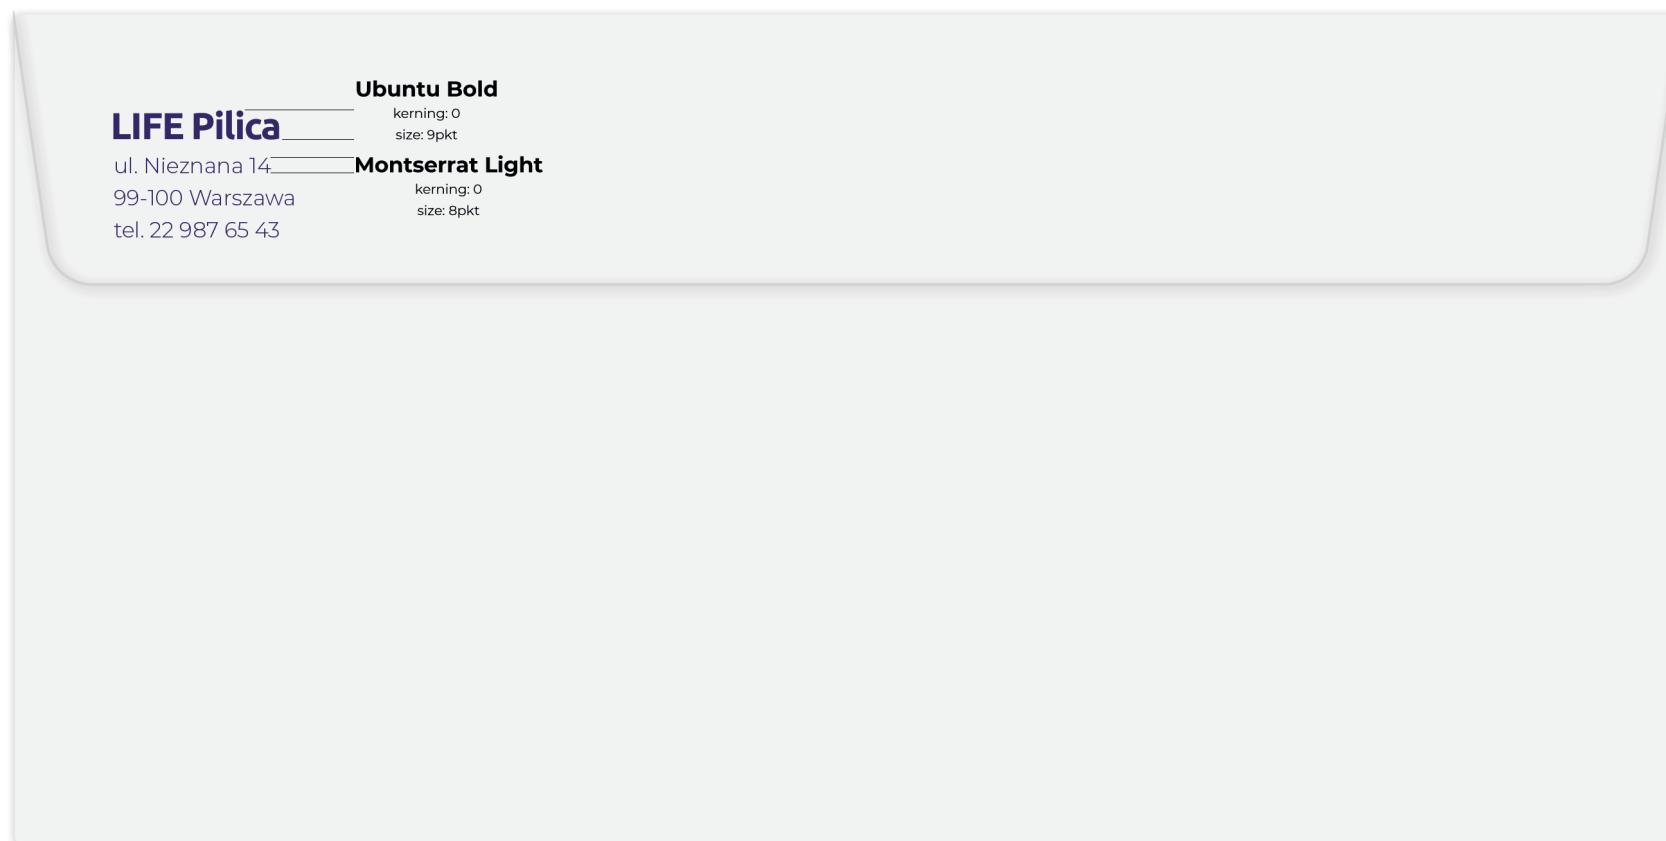 LIFE Pilica
ul. Nieznana 14
99-100 Warszawa
tel. 22 987 65 43
Ubuntu Bold
kerning: 0
size: 9pkt
Montserrat Light
kerning: 0
size: 8pkt